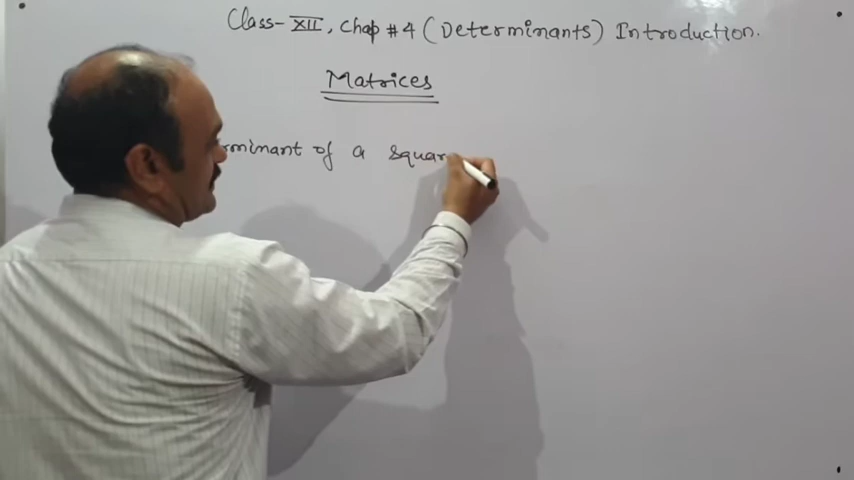 Class-XII, Chap #4 (Determinants) Introduction.
Matrices
rminant of a squar